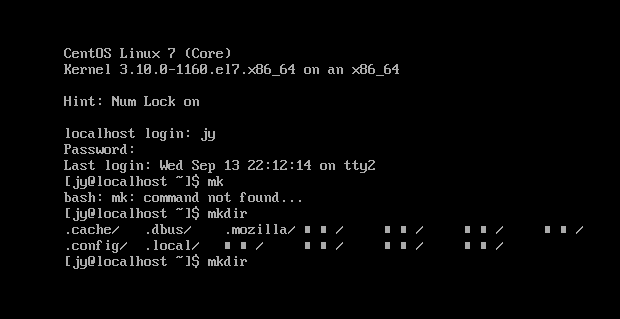 CentOS Linux 7 (Core)
Kernel 3.10.0-1160.el7.x86_64 on an x86_64
Hint: Num Lock on
localhost login: jy
Password:
Last login: Wed Sep 13 22:12:14 on tty2
[jy@localhost ~]$ mk
bash: mk: command not found...
[jy@localhost ~]$ mkdir
.cache/ .dbus/ .mozilla/ ■ ■ / ■ ■ / ■ ■ / ■ ■ /
.config/ .local/ ■ ■ / ■ ■ / ■ ■ / ■ ■ /
[jy@localhost ~]$ mkdir